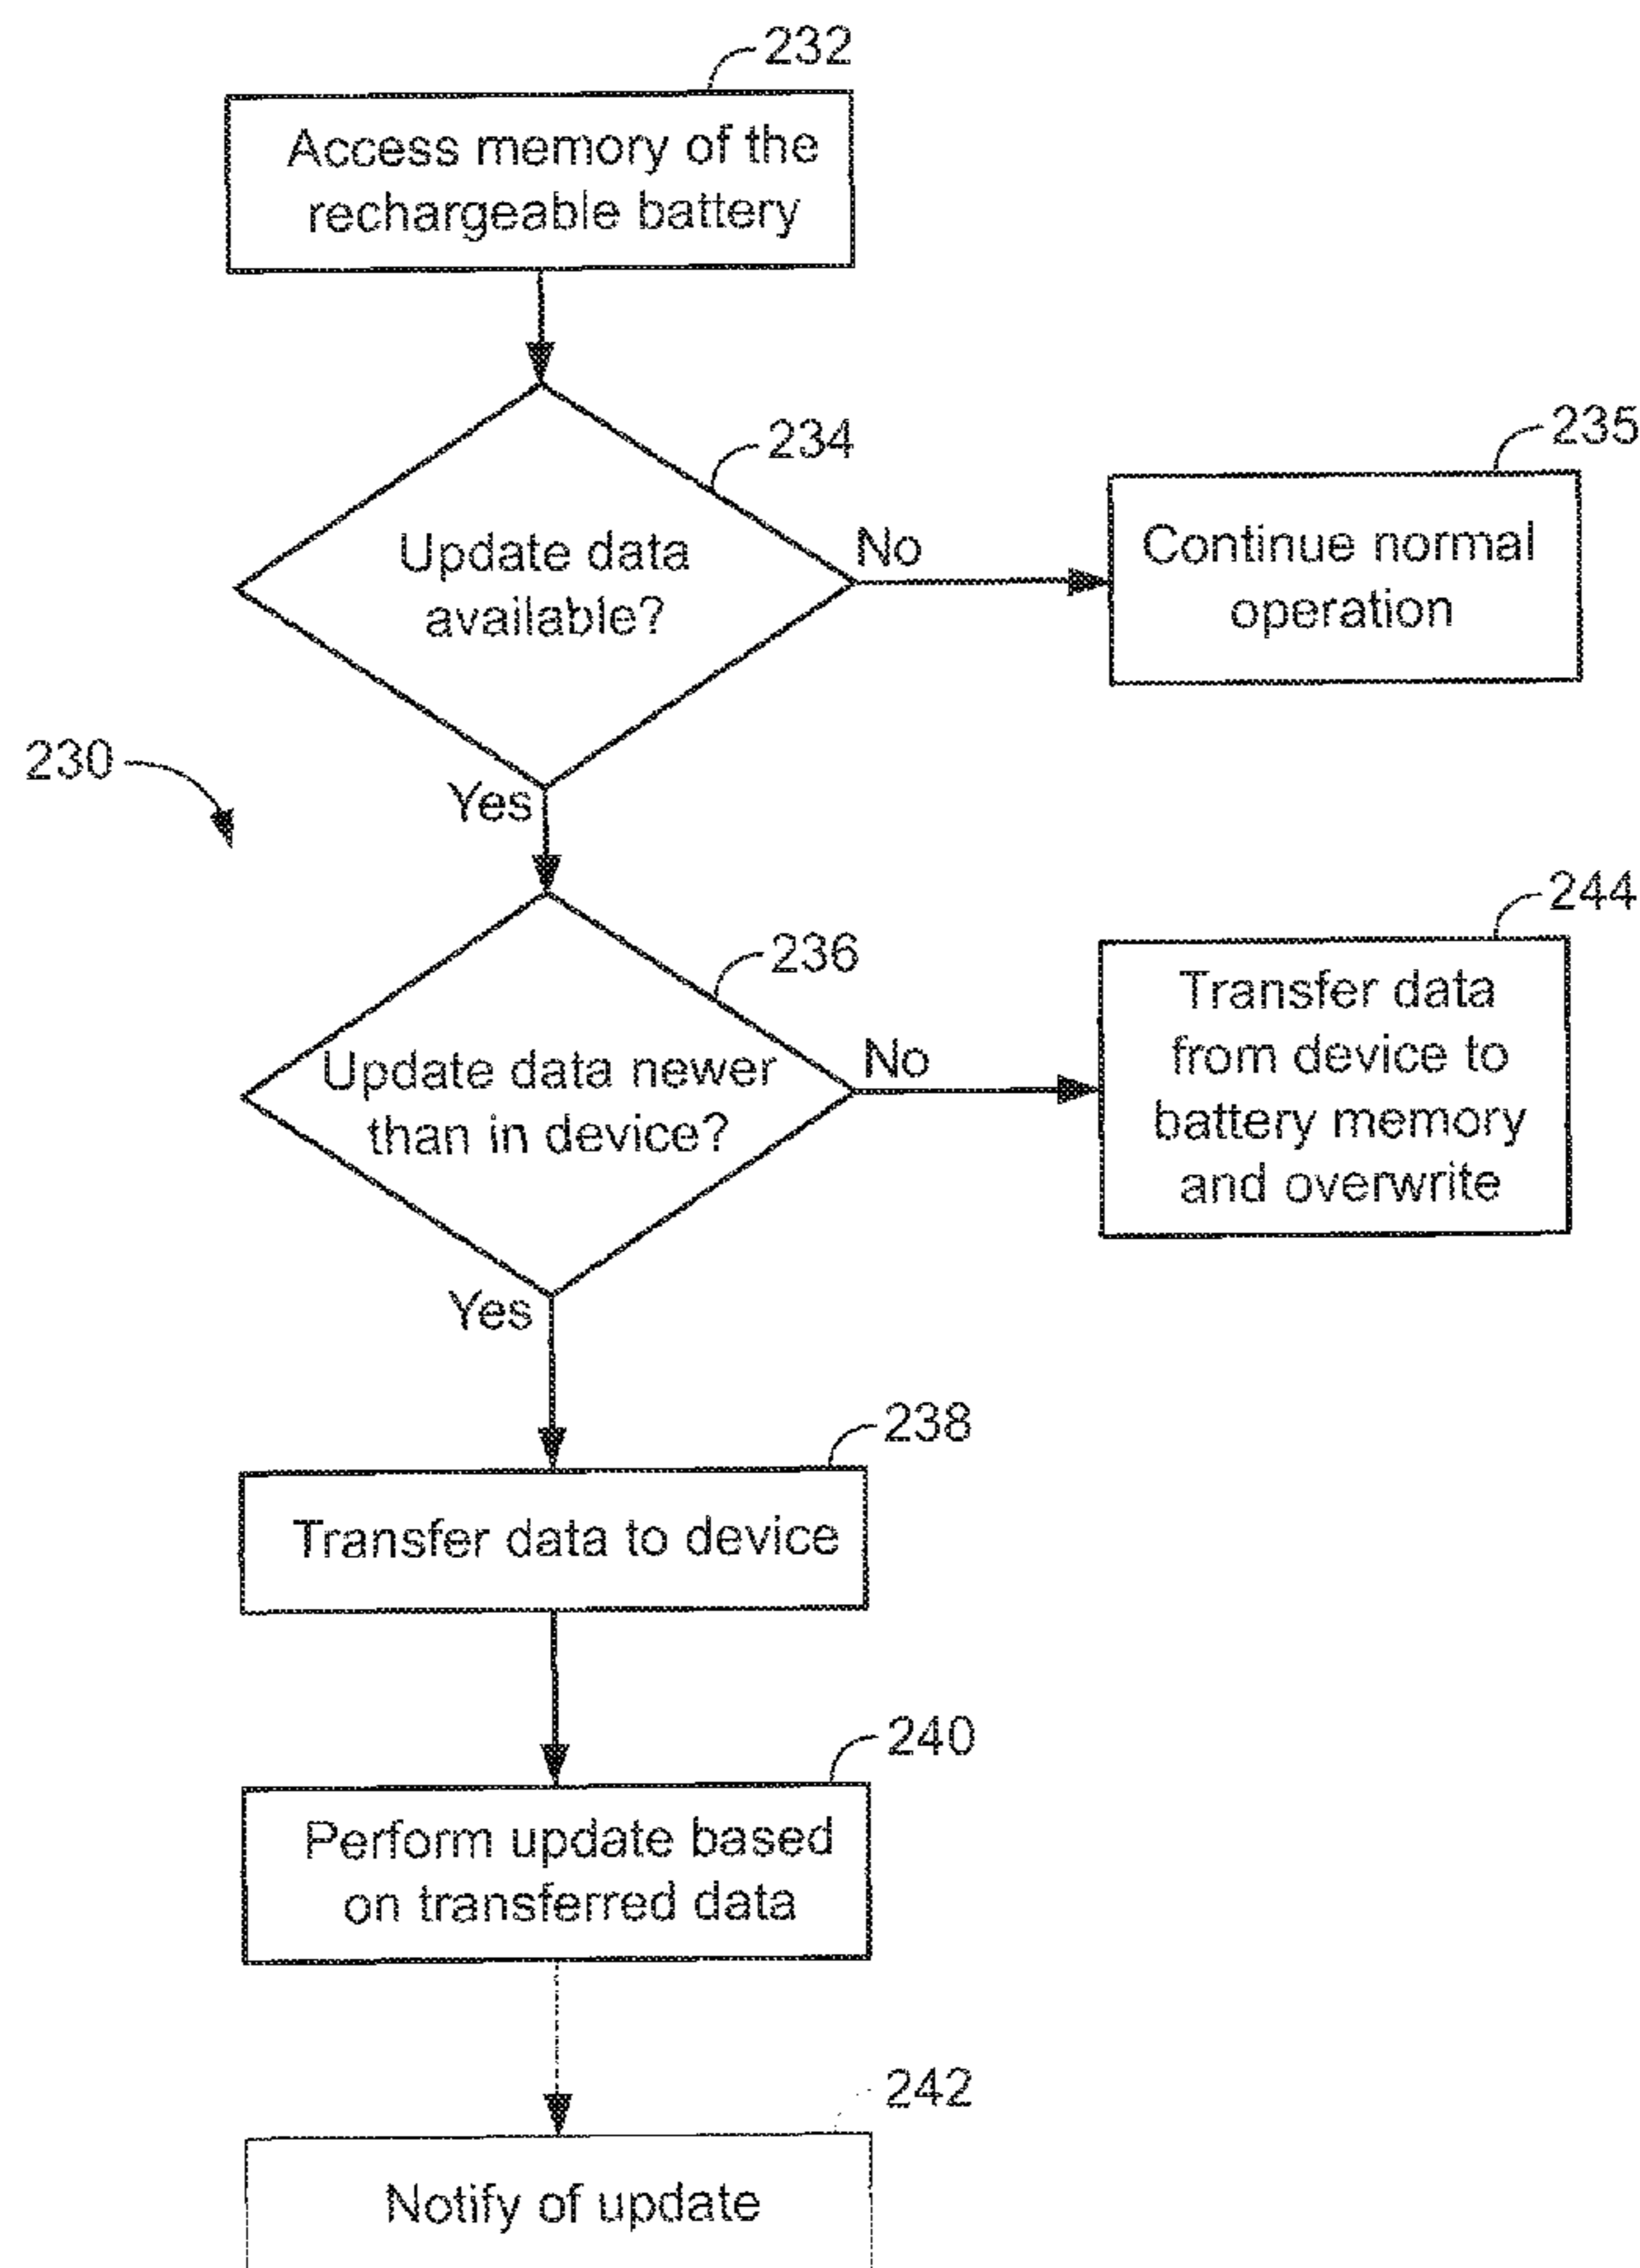 232
Access memory of the
rechargeable battery
234
Update data
available?
No
235
Continue normal
operation
230
Yes
236
Update data newer
than in device?
No
244
Transfer data
from device to
battery memory
and overwrite
Yes
238
Transfer data to device
240
Perform update based
on transferred data
242
Notify of update